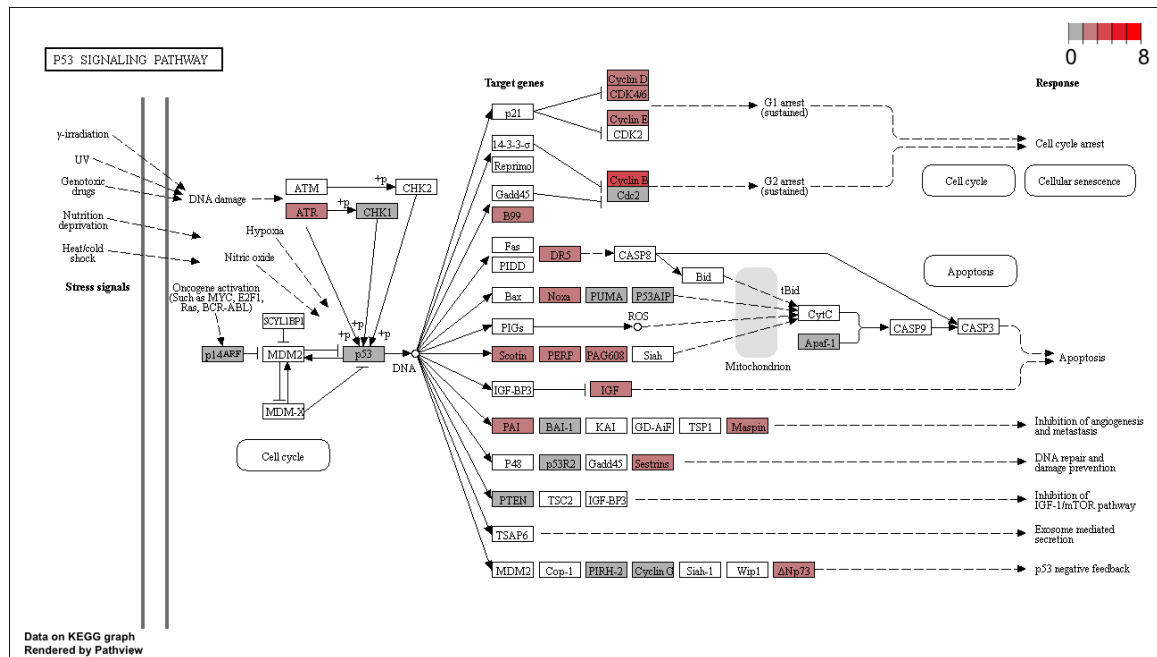 P53 SIGNALING PATHWAY
0 8
Target genes
Response
Cyclin D
CDK4/6
p21
Cyclin E
CDK2
G1 arrest
(sustained)
γ-irradiation
UV
Genotoxic
drugs
Nutrition
deprivation
Heat/cold
shock
Stress signals
DNA damage
ATM
+p
CHK2
ATR
+p
CHK1
+p
Hypoxia
Nitric oxide
Oncogene activation
(Such as MYC, E2F1,
Ras, BCR-ABL)
SCYL1BP1
+p
+p
+p
p14ARF
MDM2
p53
DNA
MDM-X
Cell cycle
14-3-3-σ
Reprimo
Gadd45
B99
Cyclin B
Cdc2
G2 arrest
(sustained)
Cell cycle arrest
Cell cycle
Cellular senescence
Fas
PIDD
DR5
CASP8
Bid
tBid
Apoptosis
Bax
Noxa
PUMA
P53AIP
CytC
PIGs
ROS
CASP9
CASP3
Scotin
PERP
PAG608
Siah
Apaf-1
Mitochondrion
Apoptosis
IGF-BP3
IGF
PAI
BAI-1
KAI
GD-AiF
TSP1
Maspin
Inhibition of angiogenesis
and metastasis
P48
p53R2
Gadd45
Sestrins
DNA repair and
damage prevention
PTEN
TSC2
IGF-BP3
Inhibition of
IGF-1/mTOR pathway
TSAP6
Exosome mediated
secretion
MDM2
Cop-1
PIRH-2
Cyclin G
Siah-1
Wip1
ΔNp73
p53 negative feedback
Data on KEGG graph
Rendered by Pathview